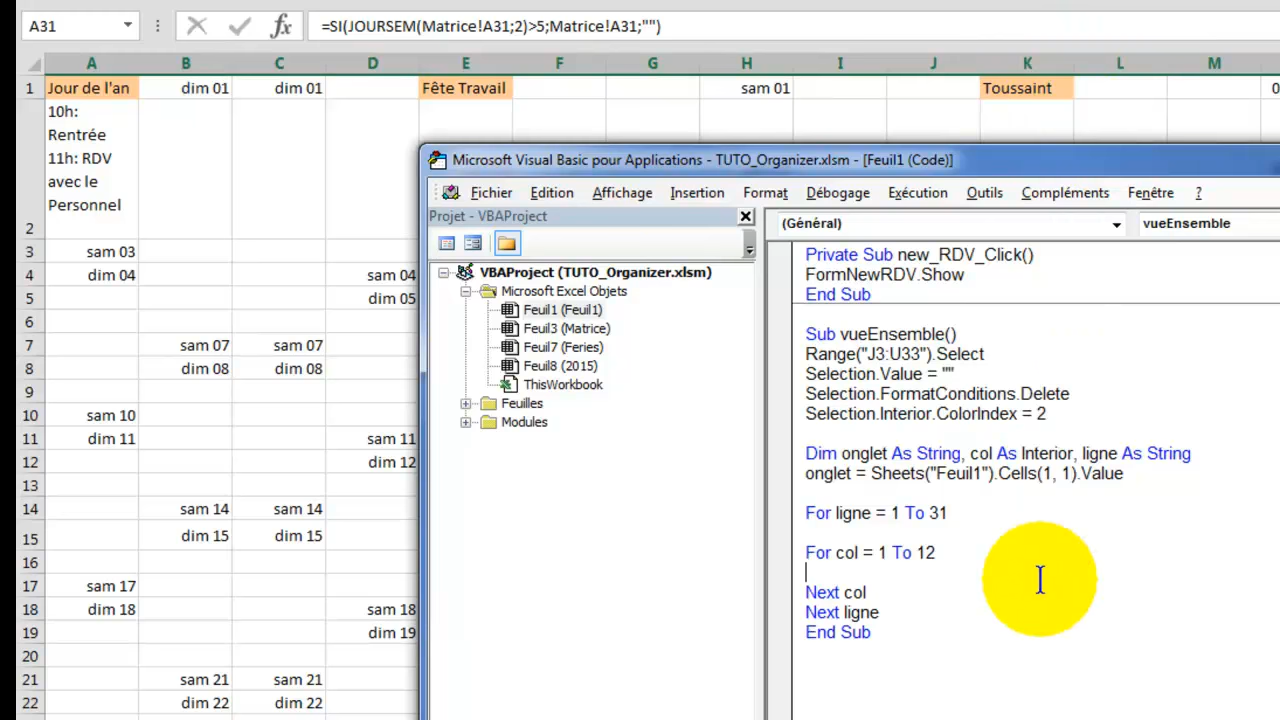 A31
=SI(JOURSEM(Matrice!A31;2)>5;Matrice!A31;"")
A B C D E F G H I J K L M
1 Jour de l'an dim 01 dim 01 Fête Travail sam 01 Toussaint 0
10h:
Rentrée
11h: RDV
avec le
Personnel
2
3 sam 03
4 dim 04 sam 04
5 dim 05
6
7 sam 07 sam 07
8 dim 08 dim 08
9
10 sam 10
11 dim 11 sam 11
12 dim 12
13
14 sam 14 sam 14
15 dim 15 dim 15
16
17 sam 17
18 dim 18 sam 18
19 dim 19
20
21 sam 21 sam 21
22 dim 22 dim 22
Microsoft Visual Basic pour Applications - TUTO_Organizer.xlsm - [Feuil1 (Code)]
Fichier Edition Affichage Insertion Format Débogage Exécution Outils Compléments Fenêtre ?
Projet - VBAProject
VBAProject (TUTO_Organizer.xlsm)
Microsoft Excel Objets
Feuil1 (Feuil1)
Feuil3 (Matrice)
Feuil7 (Feries)
Feuil8 (2015)
ThisWorkbook
Feuilles
Modules
(Général) vueEnsemble
Private Sub new_RDV_Click()
FormNewRDV.Show
End Sub
Sub vueEnsemble()
Range("J3:U33").Select
Selection.Value = ""
Selection.FormatConditions.Delete
Selection.Interior.ColorIndex = 2
Dim onglet As String, col As Interior, ligne As String
onglet = Sheets("Feuil1").Cells(1, 1).Value
For ligne = 1 To 31
For col = 1 To 12
Next col
Next ligne
End Sub